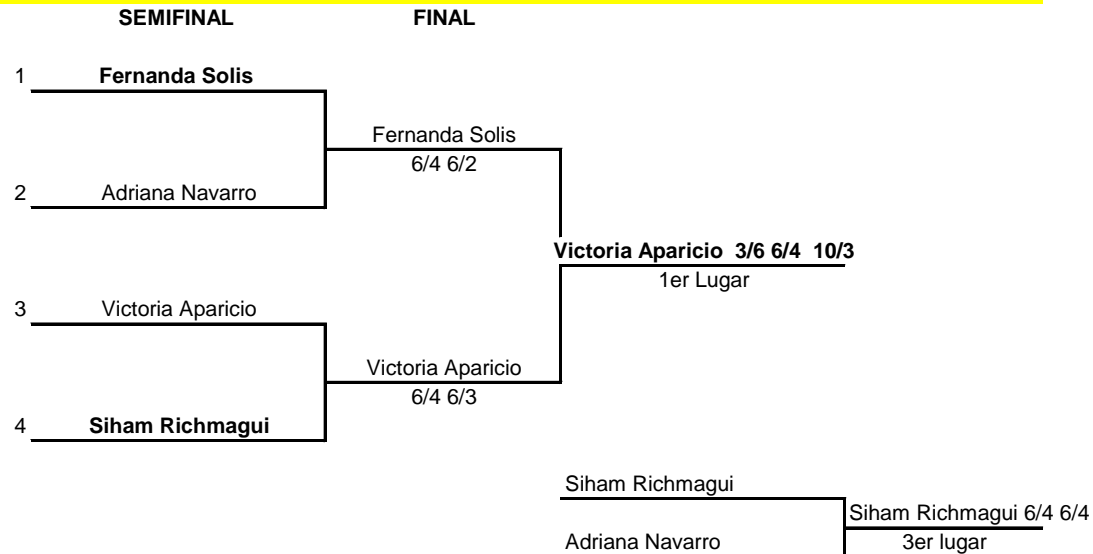 SEMIFINAL FINAL
1 Fernanda Solis
Fernanda Solis
6/4 6/2
2 Adriana Navarro
Victoria Aparicio 3/6 6/4 10/3
1er Lugar
3 Victoria Aparicio
Victoria Aparicio
6/4 6/3
4 Siham Richmagui
Siham Richmagui
Siham Richmagui 6/4 6/4
Adriana Navarro 3er lugar